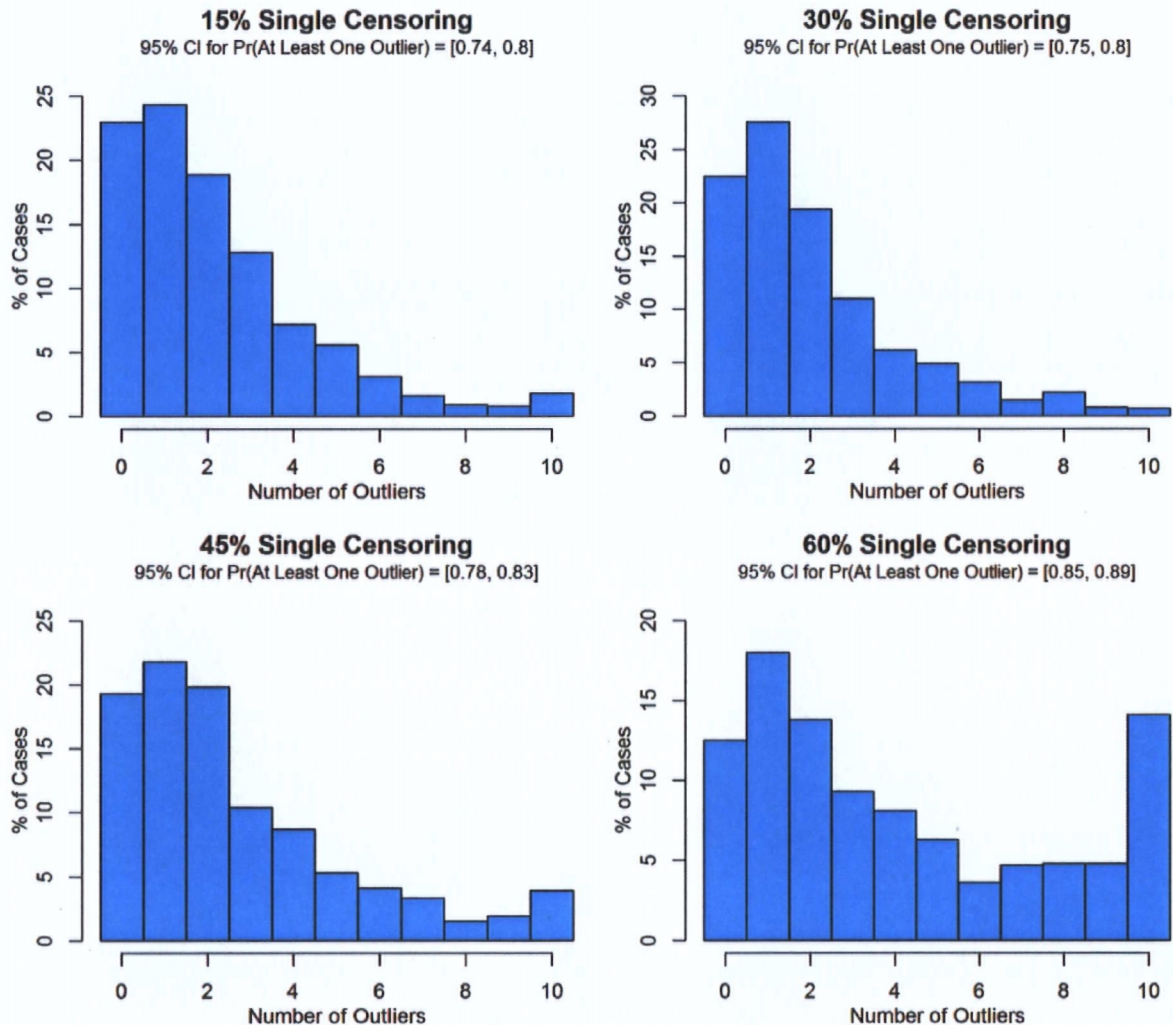 15% Single Censoring
95% CI for Pr(At Least One Outlier) = [0.74, 0.8]
25
20
15
10
5
0
% of Cases
0 2 4 6 8 10
Number of Outliers
30% Single Censoring
95% CI for Pr(At Least One Outlier) = [0.75, 0.8]
30
25
20
15
10
5
0
% of Cases
0 2 4 6 8 10
Number of Outliers
45% Single Censoring
95% CI for Pr(At Least One Outlier) = [0.78, 0.83]
25
20
15
10
5
0
% of Cases
0 2 4 6 8 10
Number of Outliers
60% Single Censoring
95% CI for Pr(At Least One Outlier) = [0.85, 0.89]
20
15
10
5
0
% of Cases
0 2 4 6 8 10
Number of Outliers